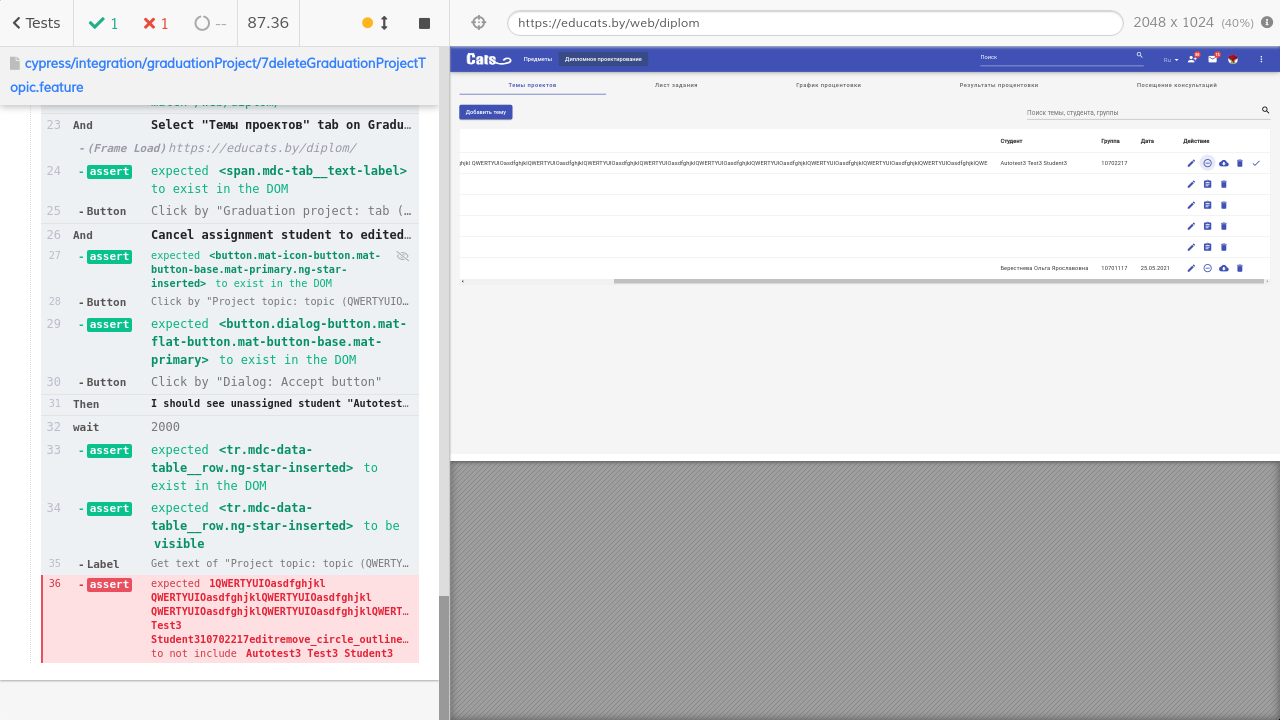 Tests
1
1
--
87.36
https://educats.by/web/diplom
2048 x 1024 (40%)
cypress/integration/graduationProject/7deleteGraduationProjectT
opic.feature
23 And Select "Темы проектов" tab on Gradu…
- (Frame Load) https://educats.by/diplom/
24 - assert expected <span.mdc-tab__text-label>
to exist in the DOM
25 - Button Click by "Graduation project: tab (…
26 And Cancel assignment student to edited…
27 - assert expected <button.mat-icon-button.mat-
button-base.mat-primary.ng-star-
inserted> to exist in the DOM
28 - Button Click by "Project topic: topic (QWERTYUIO…
29 - assert expected <button.dialog-button.mat-
flat-button.mat-button-base.mat-
primary> to exist in the DOM
30 - Button Click by "Dialog: Accept button"
31 Then I should see unassigned student "Autotest…
32 wait 2000
33 - assert expected <tr.mdc-data-
table__row.ng-star-inserted> to
exist in the DOM
34 - assert expected <tr.mdc-data-
table__row.ng-star-inserted> to be
visible
35 - Label Get text of "Project topic: topic (QWERTY…
36 - assert expected 1QWERTYUIOasdfghjkl
QWERTYUIOasdfghjklQWERTYUIOasdfghjkl
QWERTYUIOasdfghjklQWERTYUIOasdfghjklQWERT…
Test3
Student310702217editremove_circle_outline…
to not include Autotest3 Test3 Student3
Cats Предметы Дипломное проектирование Поиск Ru
Темы проектов Лист задания График процентовки Результаты процентовки Посещение консультаций
Добавить тему Поиск темы, студента, группы
Студент Группа Дата Действие
hjkl QWERTYUIOasdfghjklQWERTYUIOasdfghjklQWERTYUIOasdfghjklQWERTYUIOasdfghjklQWERTYUIOasdfghjklQWERTYUIOasdfghjklQWERTYUIOasdfghjklQWERTYUIOasdfghjklQWE Autotest3 Test3 Student3 10702217
Берестнева Ольга Ярославовна 10701117 25.05.2021